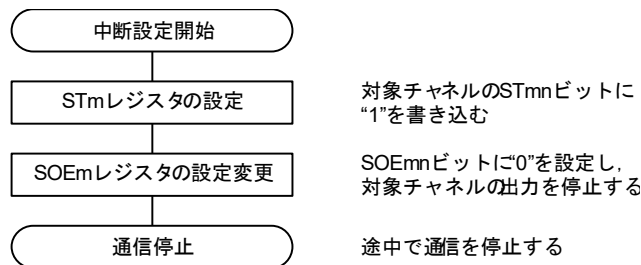 中断設定開始
STmレジスタの設定
対象チャネルのSTmnビットに
“1”を書き込む
SOEmレジスタの設定変更
SOEmnビットに“0”を設定し，
対象チャネルの出力を停止する
通信停止
途中で通信を停止する